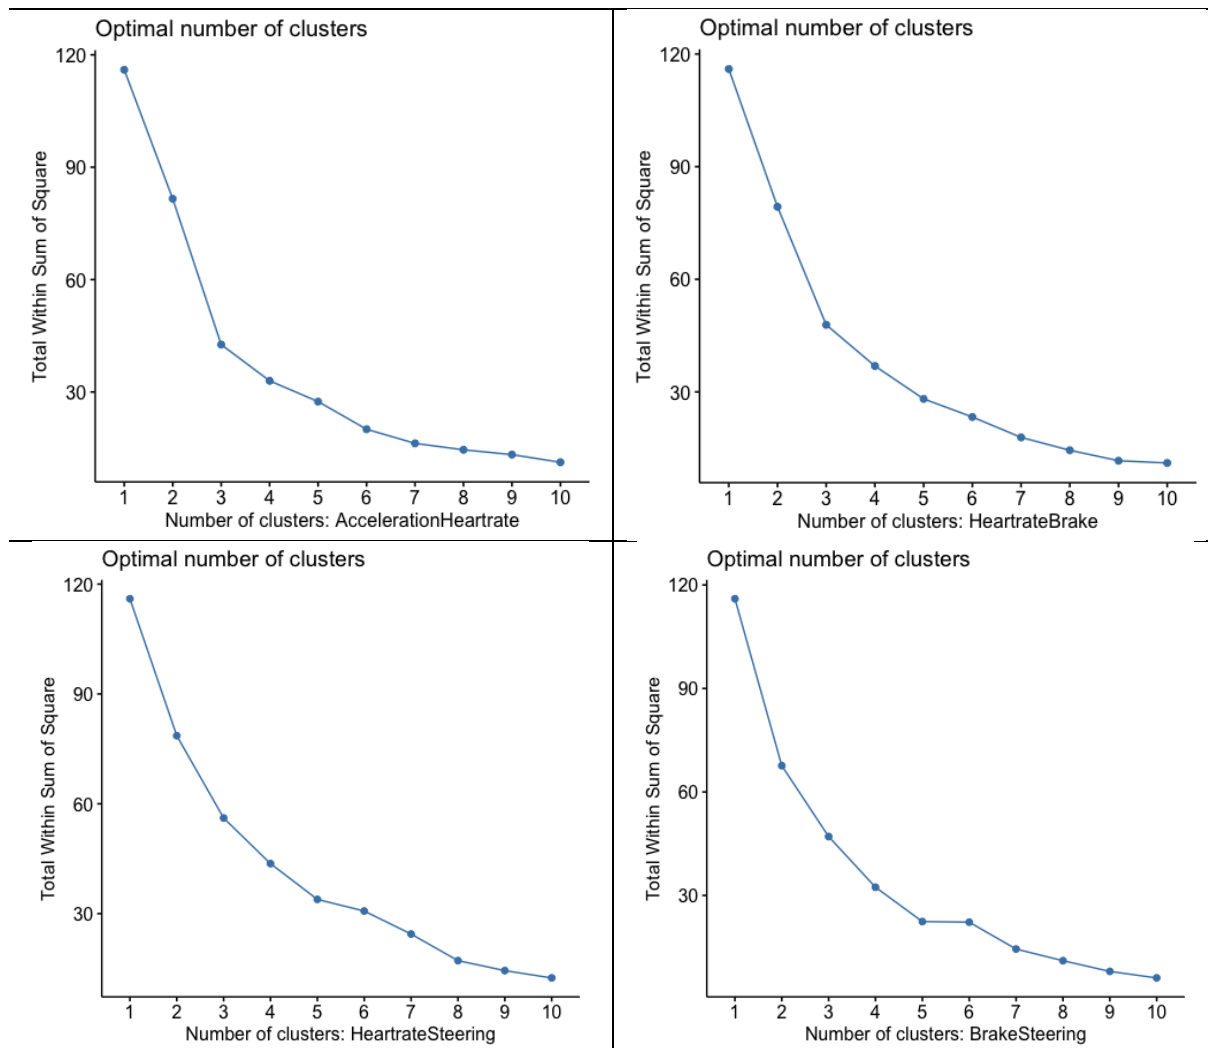 Optimal number of clusters
120
90
60
30
Total Within Sum of Square
1 2 3 4 5 6 7 8 9 10
Number of clusters: AccelerationHeartrate
Optimal number of clusters
120
90
60
30
Total Within Sum of Square
1 2 3 4 5 6 7 8 9 10
Number of clusters: HeartrateBrake
Optimal number of clusters
120
90
60
30
Total Within Sum of Square
1 2 3 4 5 6 7 8 9 10
Number of clusters: HeartrateSteering
Optimal number of clusters
120
90
60
30
Total Within Sum of Square
1 2 3 4 5 6 7 8 9 10
Number of clusters: BrakeSteering